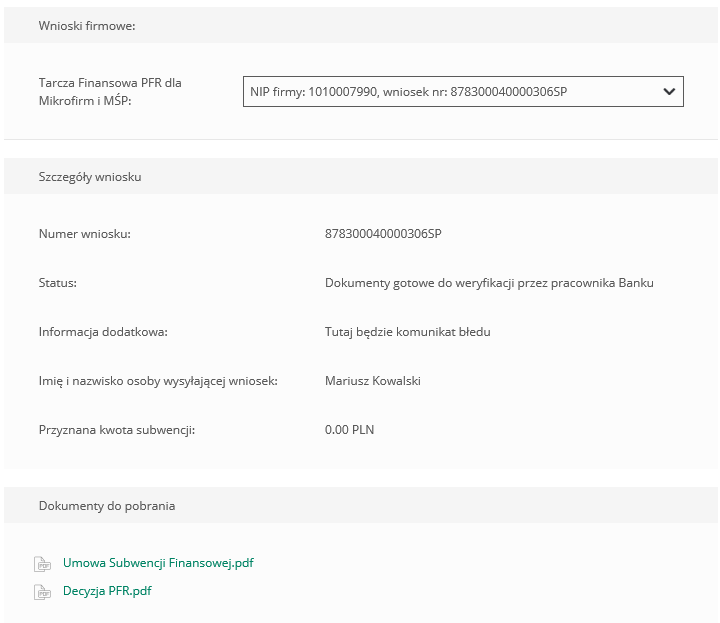 Wnioski firmowe:
Tarcza Finansowa PFR dla
Mikrofirm i MŚP:
NIP firmy: 1010007990, wniosek nr: 878300040000306SP
Szczegóły wniosku
Numer wniosku:
878300040000306SP
Status:
Dokumenty gotowe do weryfikacji przez pracownika Banku
Informacja dodatkowa:
Tutaj będzie komunikat błedu
Imię i nazwisko osoby wysyłającej wniosek:
Mariusz Kowalski
Przyznana kwota subwencji:
0.00 PLN
Dokumenty do pobrania
PDF
Umowa Subwencji Finansowej.pdf
PDF
Decyzja PFR.pdf